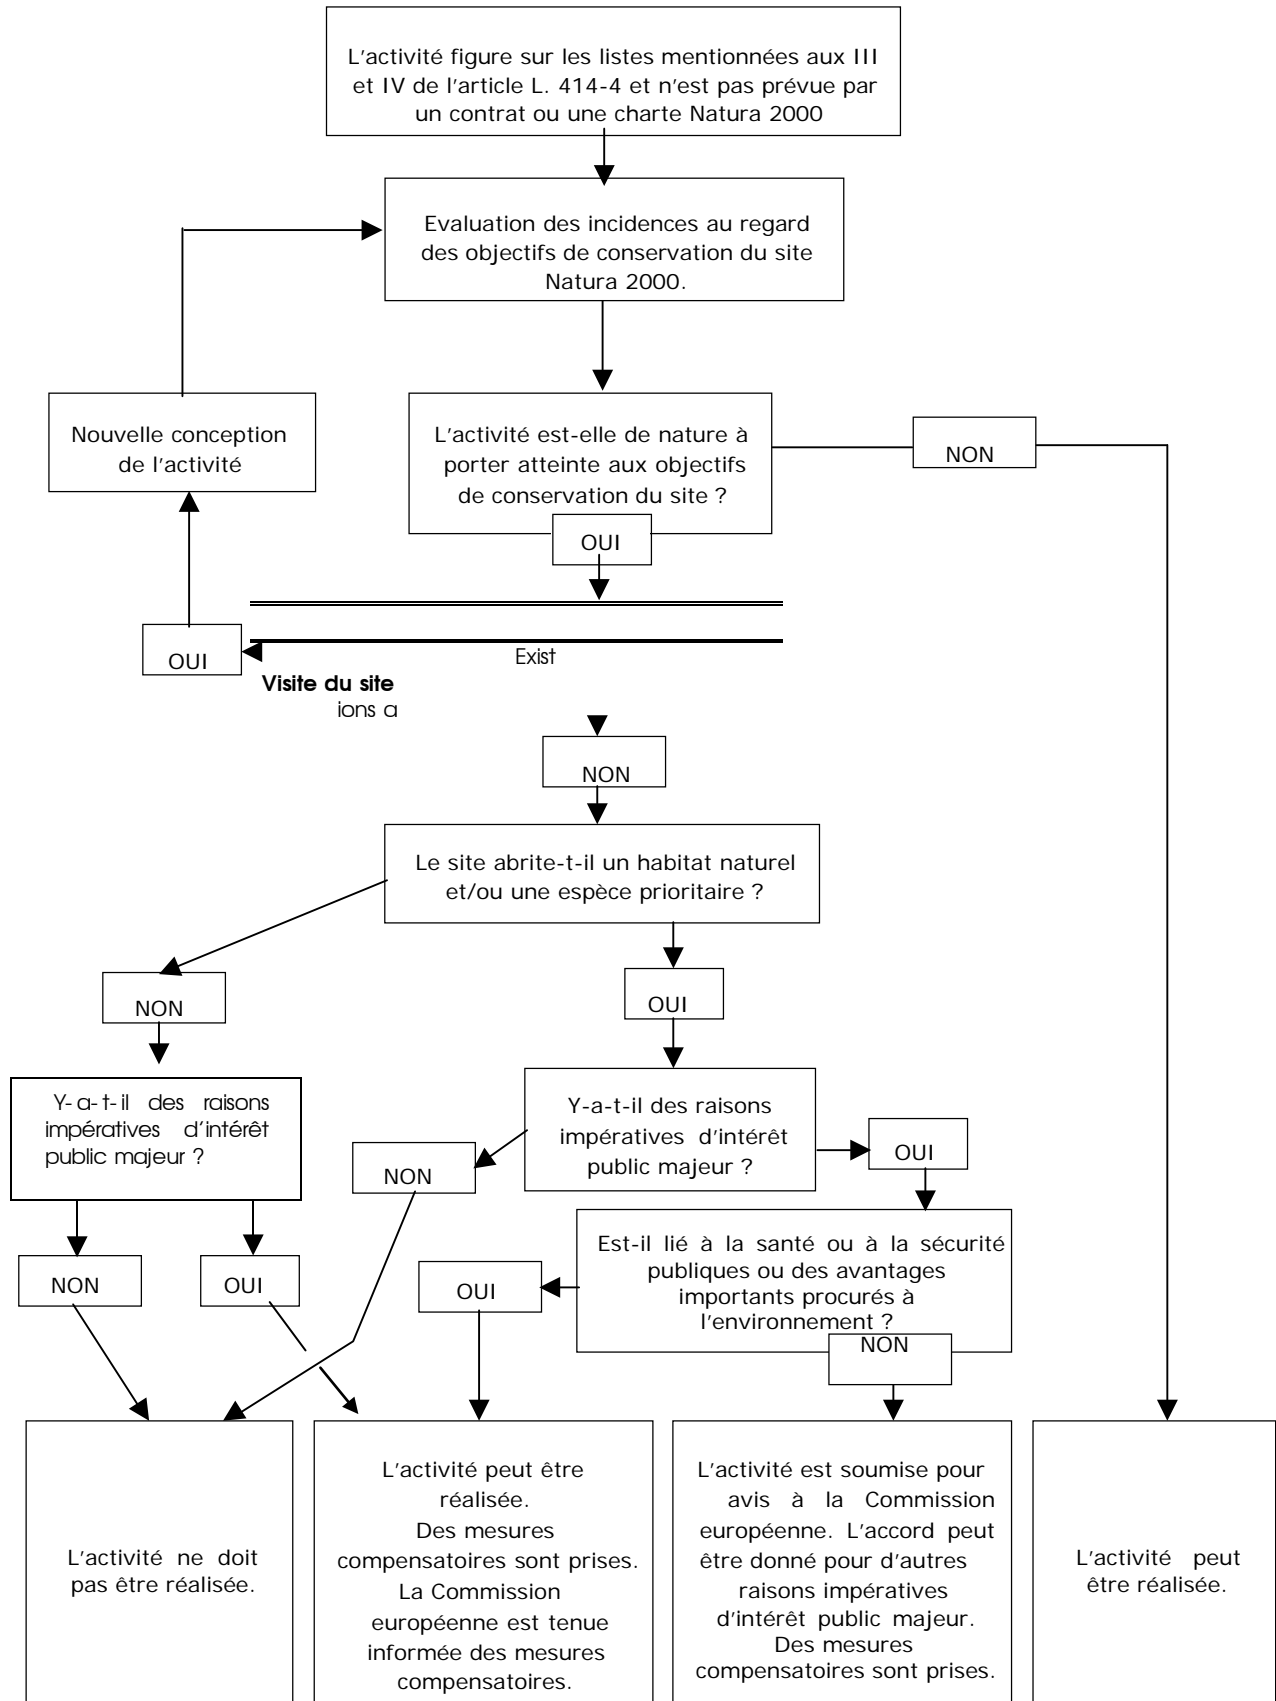 L'activité figure sur les listes mentionnées aux III
et IV de l'article L. 414-4 et n'est pas prévue par
un contrat ou une charte Natura 2000
Evaluation des incidences au regard
des objectifs de conservation du site
Natura 2000.
Nouvelle conception
de l'activité
L'activité est-elle de nature à
porter atteinte aux objectifs
de conservation du site ?
NON
OUI
OUI
Exist
Visite du site
ions a
NON
Le site abrite-t-il un habitat naturel
et/ou une espèce prioritaire ?
NON
OUI
Y-a-t-il des raisons
impératives d'intérêt
public majeur ?
Y-a-t-il des raisons
impératives d'intérêt
public majeur ?
NON
OUI
NON
OUI
OUI
Est-il lié à la santé ou à la sécurité
publiques ou des avantages
importants procurés à
l'environnement ?
NON
L'activité ne doit
pas être réalisée.
L'activité peut être
réalisée.
Des mesures
compensatoires sont prises.
La Commission
européenne est tenue
informée des mesures
compensatoires.
L'activité est soumise pour
avis à la Commission
européenne. L'accord peut
être donné pour d'autres
raisons impératives
d'intérêt public majeur.
Des mesures
compensatoires sont prises.
L'activité peut
être réalisée.